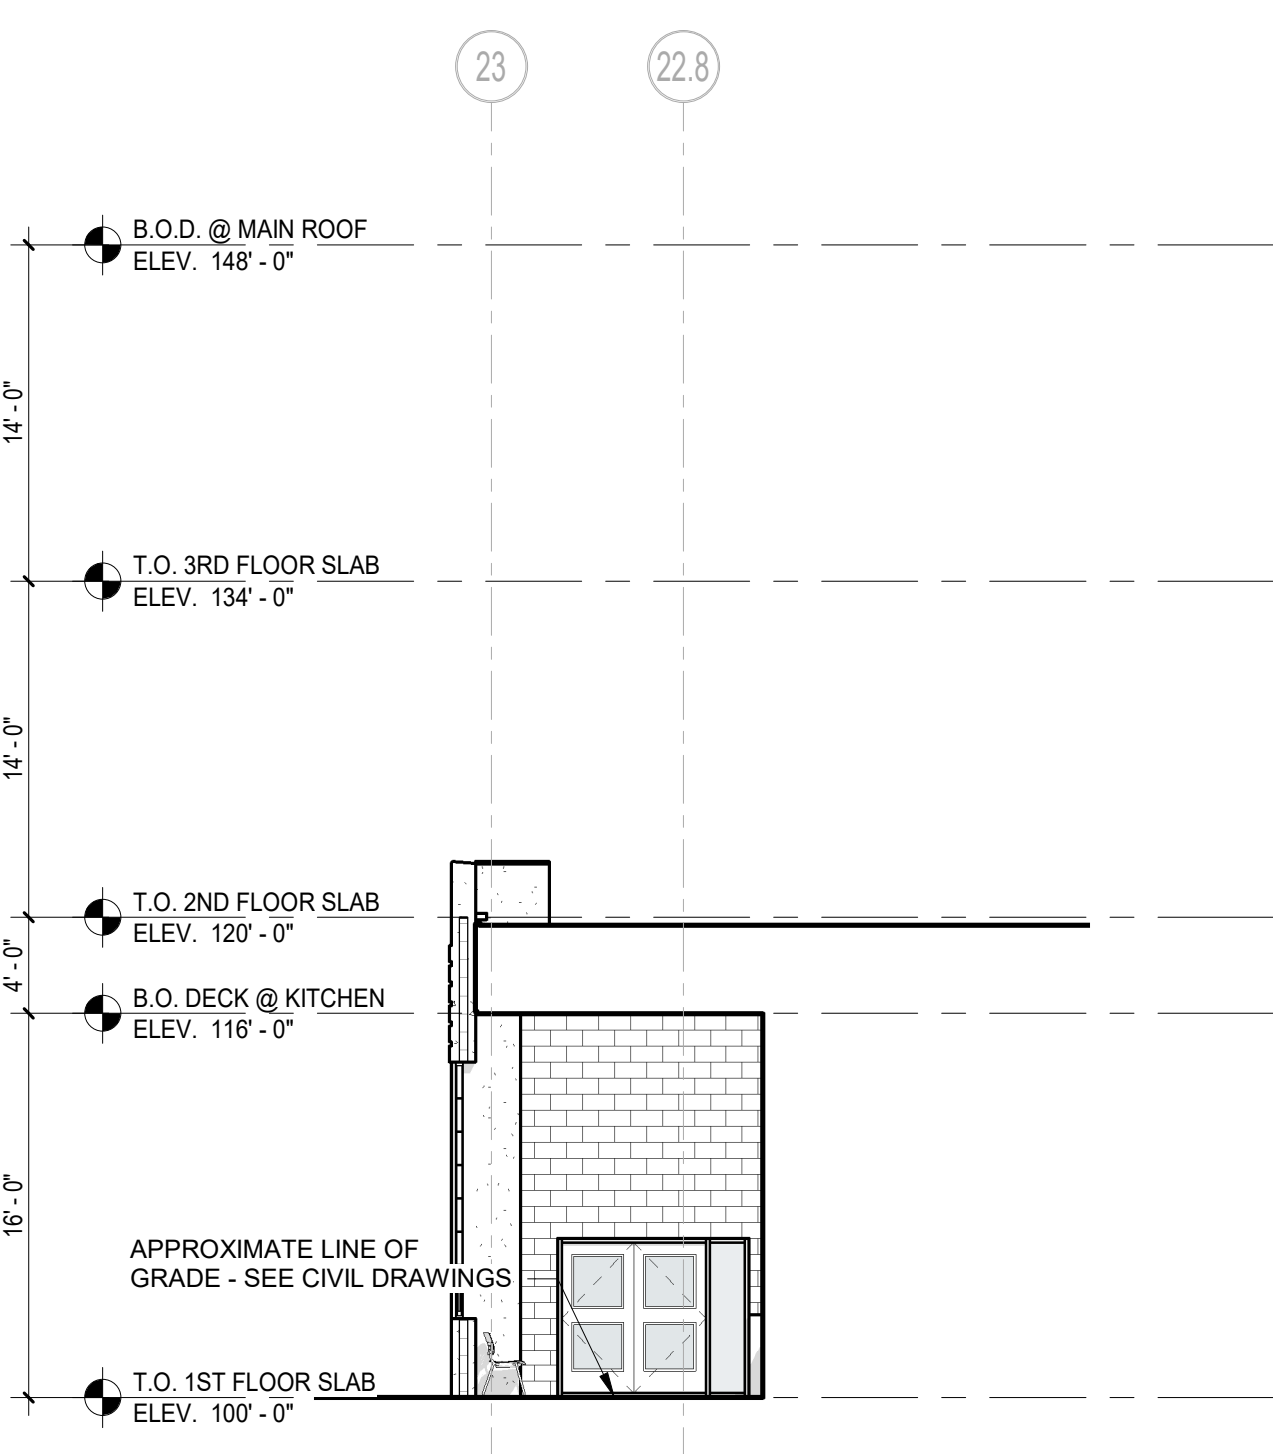 23
22.8
B.O.D. @ MAIN ROOF
ELEV. 148' - 0"
14' - 0"
T.O. 3RD FLOOR SLAB
ELEV. 134' - 0"
14' - 0"
T.O. 2ND FLOOR SLAB
ELEV. 120' - 0"
4' - 0"
B.O. DECK @ KITCHEN
ELEV. 116' - 0"
16' - 0"
APPROXIMATE LINE OF
GRADE - SEE CIVIL DRAWINGS
T.O. 1ST FLOOR SLAB
ELEV. 100' - 0"